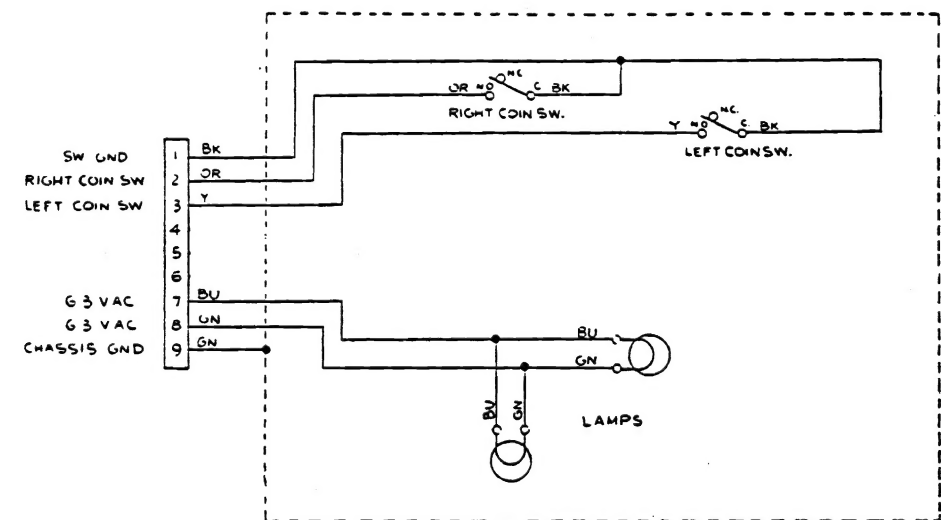 OR NO NC. C BK
RIGHT COIN SW.
Y NO NC. C. BK
LEFT COIN SW.
SW GND 1 BK
RIGHT COIN SW 2 OR
LEFT COIN SW 3 Y
4
5
6
6 3 VAC 7 BU
6 3 VAC 8 GN
CHASSIS GND 9 GN
BU
GN
BU GN
LAMPS